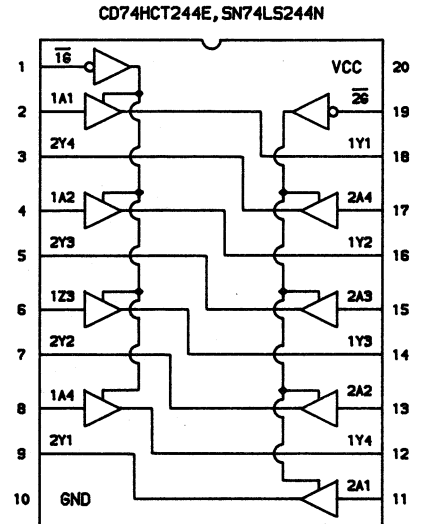 CD74HCT244E, SN74LS244N
1 1G VCC 20
2 1A1 2G 19
3 2Y4 1Y1 18
4 1A2 2A4 17
5 2Y3 1Y2 16
6 1Z3 2A3 15
7 2Y2 1Y3 14
8 1A4 2A2 13
9 2Y1 1Y4 12
10 GND 2A1 11